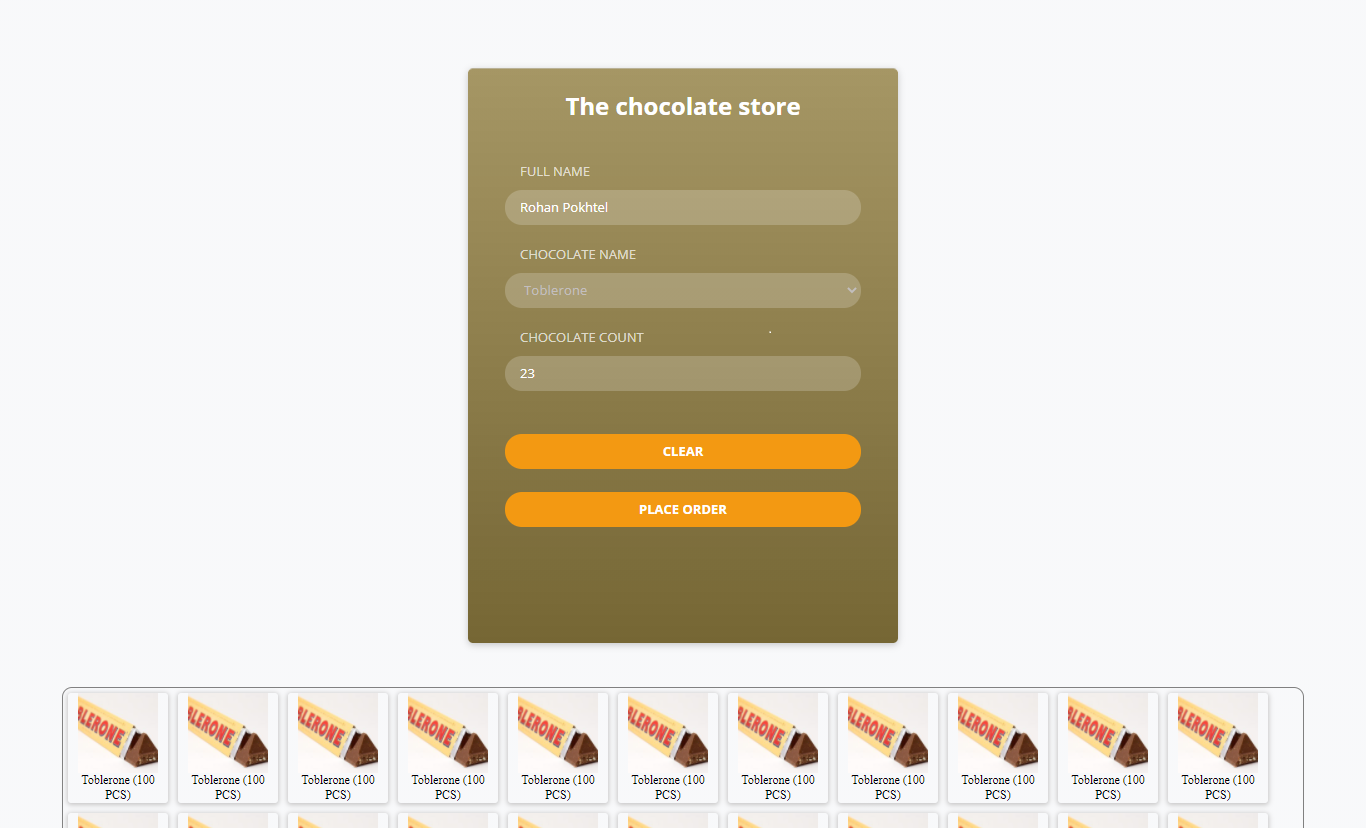 The chocolate store
FULL NAME
Rohan Pokhtel
CHOCOLATE NAME
Toblerone
CHOCOLATE COUNT
23
CLEAR
PLACE ORDER
BLERONE BLERONE BLERONE BLERONE BLERONE BLERONE BLERONE BLERONE BLERONE BLERONE BLERONE
Toblerone (100 Toblerone (100 Toblerone (100 Toblerone (100 Toblerone (100 Toblerone (100 Toblerone (100 Toblerone (100 Toblerone (100 Toblerone (100 Toblerone (100
PCS) PCS) PCS) PCS) PCS) PCS) PCS) PCS) PCS) PCS) PCS)